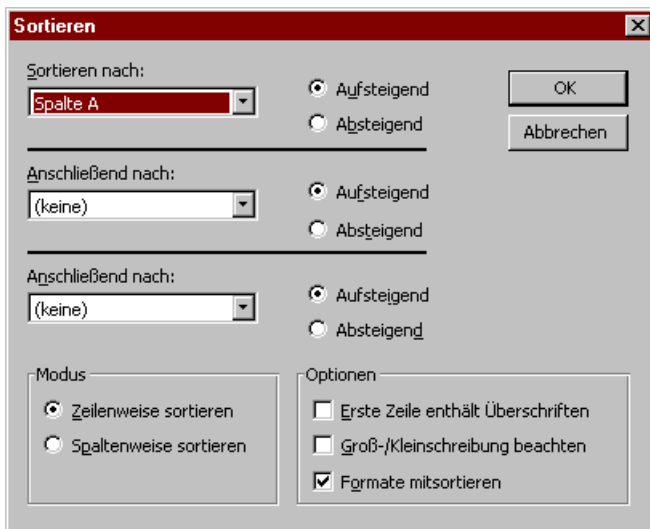 Sortieren
Sortieren nach:
Spalte A
Aufsteigend
Absteigend
OK
Abbrechen
Anschließend nach:
(keine)
Aufsteigend
Absteigend
Anschließend nach:
(keine)
Aufsteigend
Absteigend
Modus
Zeilenweise sortieren
Spaltenweise sortieren
Optionen
Erste Zeile enthält Überschriften
Groß-/Kleinschreibung beachten
Formate mitsortieren